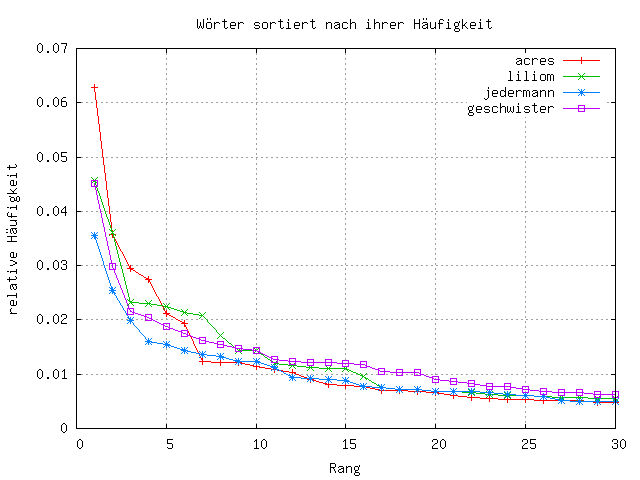 Wörter sortiert nach ihrer Häufigkeit
0.07
0.06
0.05
0.04
0.03
0.02
0.01
0
relative Häufigkeit
acres
liliom
jedermann
geschwister
0 5 10 15 20 25 30
Rang